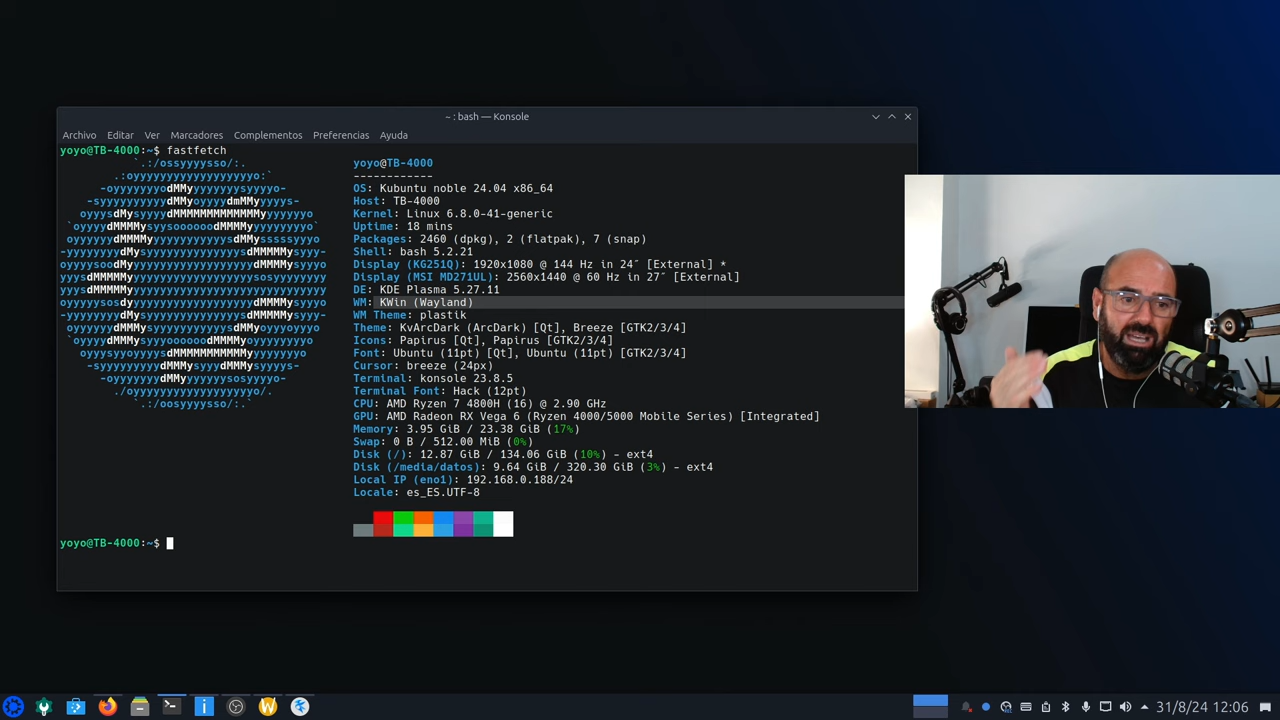 ~ : bash — Konsole
Archivo Editar Ver Marcadores Complementos Preferencias Ayuda
yoyo@TB-4000:~$ fastfetch
yoyo@TB-4000
------------
OS: Kubuntu noble 24.04 x86_64
Host: TB-4000
Kernel: Linux 6.8.0-41-generic
Uptime: 18 mins
Packages: 2460 (dpkg), 2 (flatpak), 7 (snap)
Shell: bash 5.2.21
Display (KG251Q): 1920x1080 @ 144 Hz in 24″ [External] *
Display (MSI MD271UL): 2560x1440 @ 60 Hz in 27″ [External]
DE: KDE Plasma 5.27.11
WM: KWin (Wayland)
WM Theme: plastik
Theme: KvArcDark (ArcDark) [Qt], Breeze [GTK2/3/4]
Icons: Papirus [Qt], Papirus [GTK2/3/4]
Font: Ubuntu (11pt) [Qt], Ubuntu (11pt) [GTK2/3/4]
Cursor: breeze (24px)
Terminal: konsole 23.8.5
Terminal Font: Hack (12pt)
CPU: AMD Ryzen 7 4800H (16) @ 2.90 GHz
GPU: AMD Radeon RX Vega 6 (Ryzen 4000/5000 Mobile Series) [Integrated]
Memory: 3.95 GiB / 23.38 GiB (17%)
Swap: 0 B / 512.00 MiB (0%)
Disk (/): 12.87 GiB / 134.06 GiB (10%) - ext4
Disk (/media/datos): 9.64 GiB / 320.30 GiB (3%) - ext4
Local IP (eno1): 192.168.0.188/24
Locale: es_ES.UTF-8
yoyo@TB-4000:~$
31/8/24 12:06